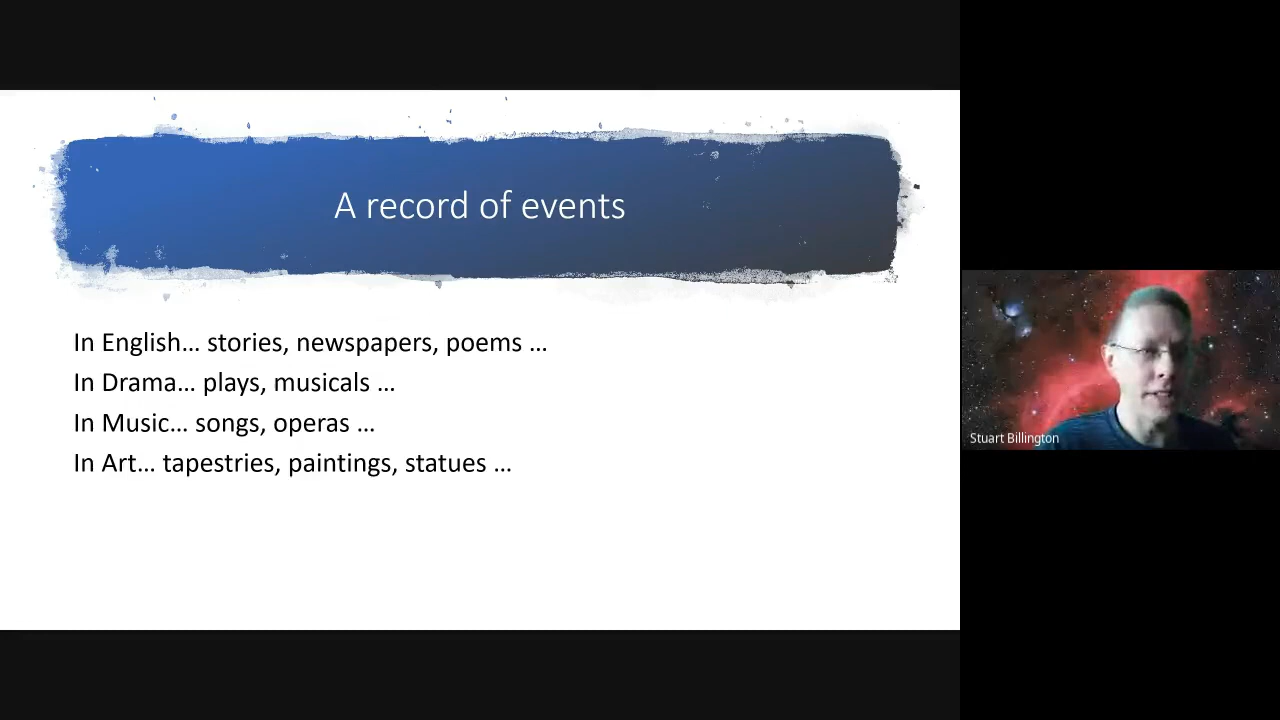 A record of events
In English... stories, newspapers, poems ...
In Drama... plays, musicals ...
In Music... songs, operas ...
In Art... tapestries, paintings, statues ...
Stuart Billington